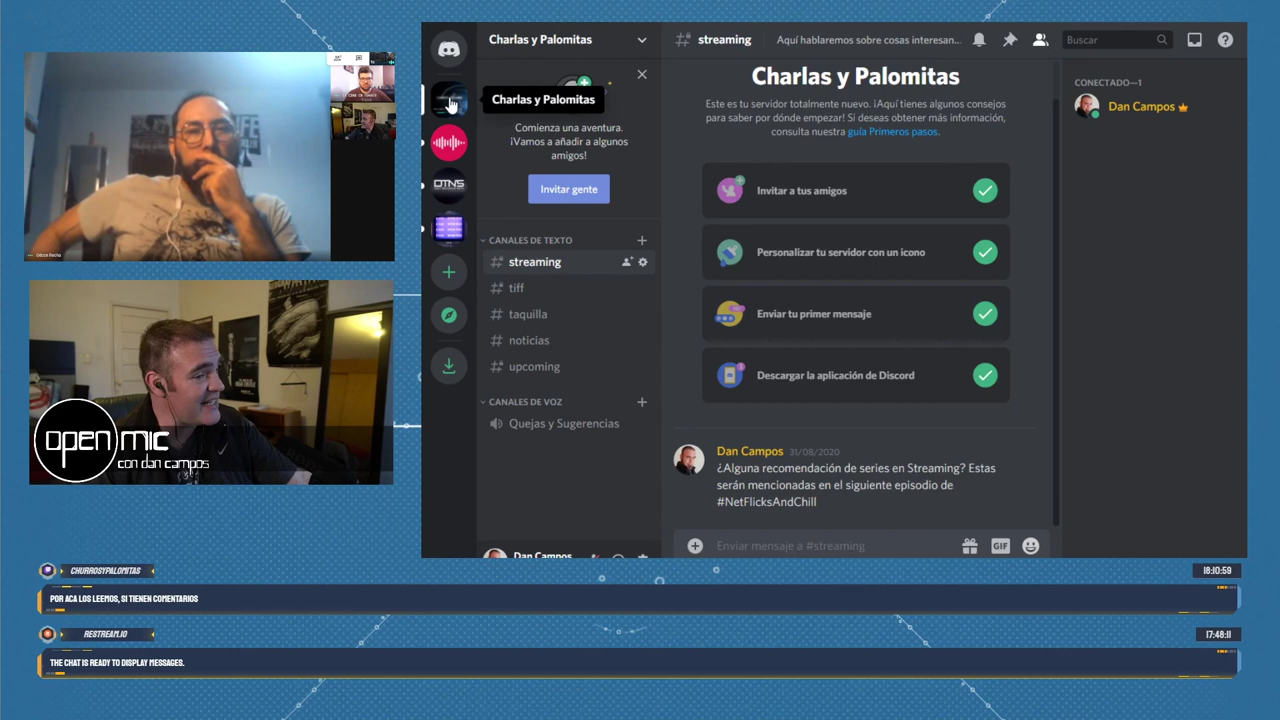 Charlas y Palomitas
streaming
Aquí hablaremos sobre cosas interesan...
Buscar
Charlas y Palomitas
Comienza una aventura.
¡Vamos a añadir a algunos
amigos!
Invitar gente
DTNS
CANALES DE TEXTO
streaming
tiff
taquilla
noticias
upcoming
CANALES DE VOZ
Quejas y Sugerencias
Dan Campos
Charlas y Palomitas
Este es tu servidor totalmente nuevo. ¡Aquí tienes algunos consejos
para saber por dónde empezar! Si deseas obtener más información,
consulta nuestra guía Primeros pasos.
Invitar a tus amigos
Personalizar tu servidor con un icono
Enviar tu primer mensaje
Descargar la aplicación de Discord
Dan Campos 31/08/2020
¿Alguna recomendación de series en Streaming? Estas
serán mencionadas en el siguiente episodio de
#NetFlicksAndChill
Enviar mensaje a #streaming
GIF
CONECTADO—1
Dan Campos
open mic
con dan campos
CHURROSYPALOMITAS
18:10:59
POR ACA LOS LEEMOS, SI TIENEN COMENTARIOS
RESTREAM.IO
17:48:11
THE CHAT IS READY TO DISPLAY MESSAGES.